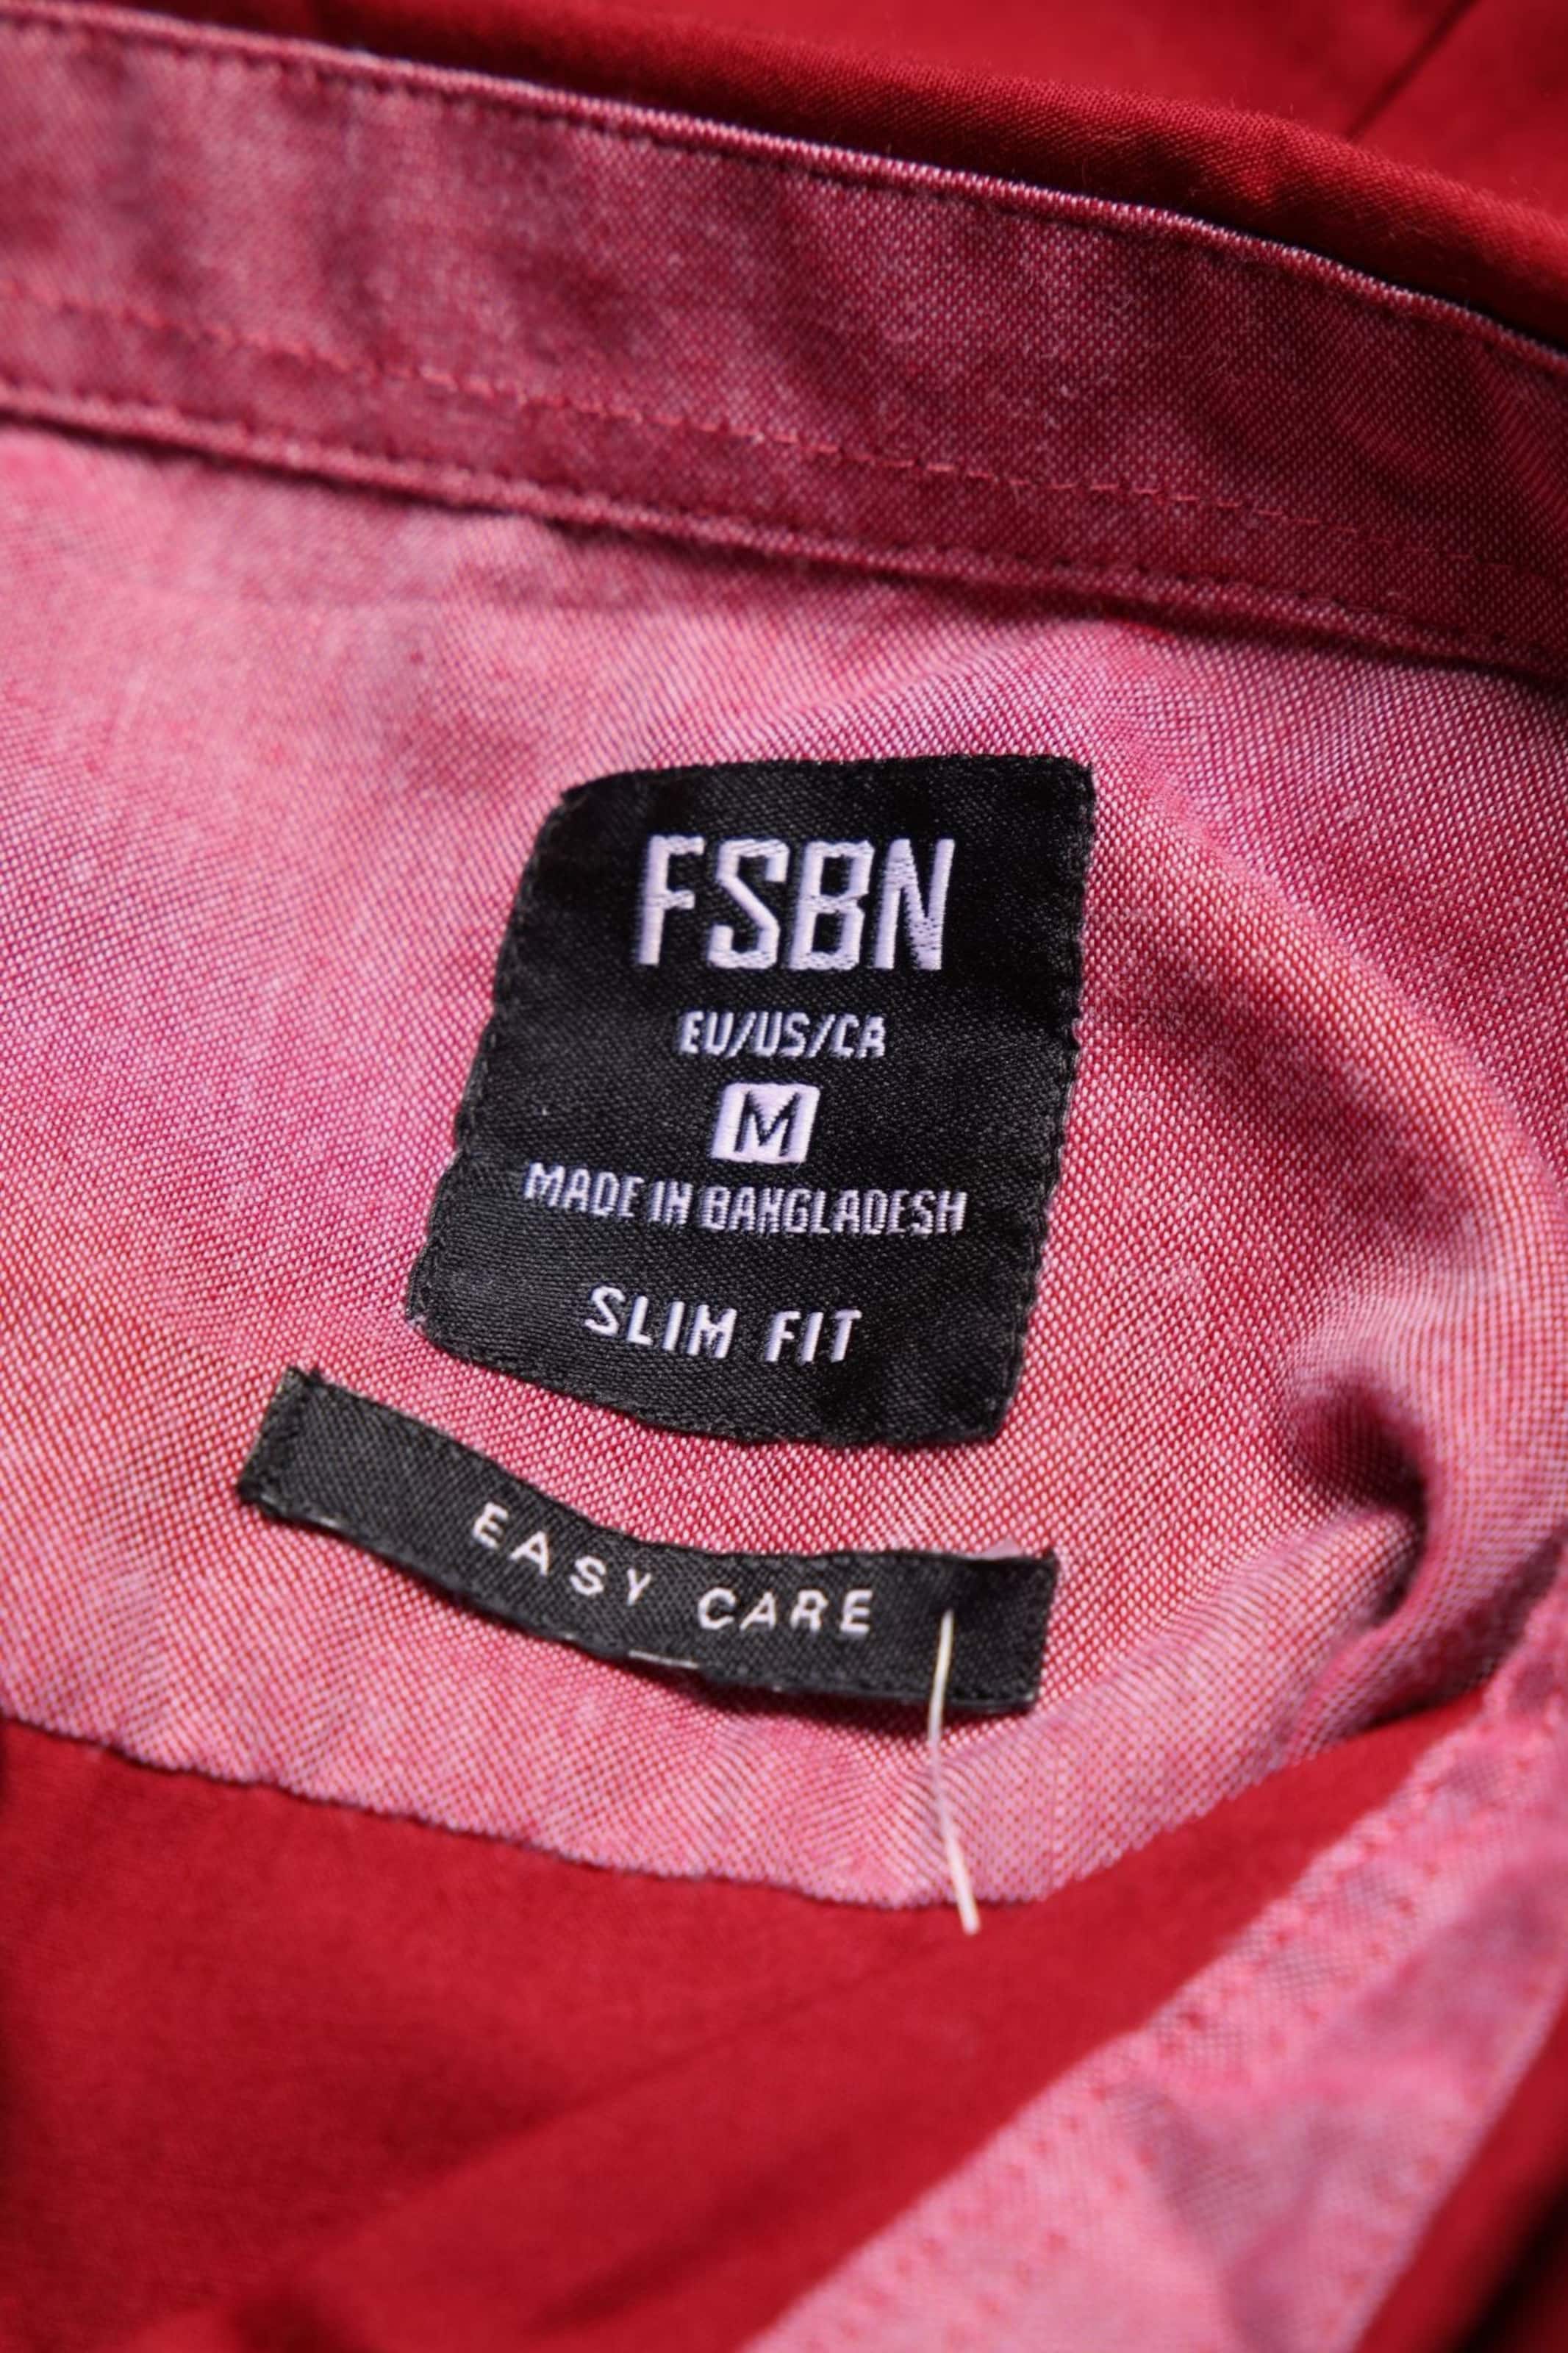 FSBN
EU/US/CA
M
MADE IN BANGLADESH
SLIM FIT
EASY CARE